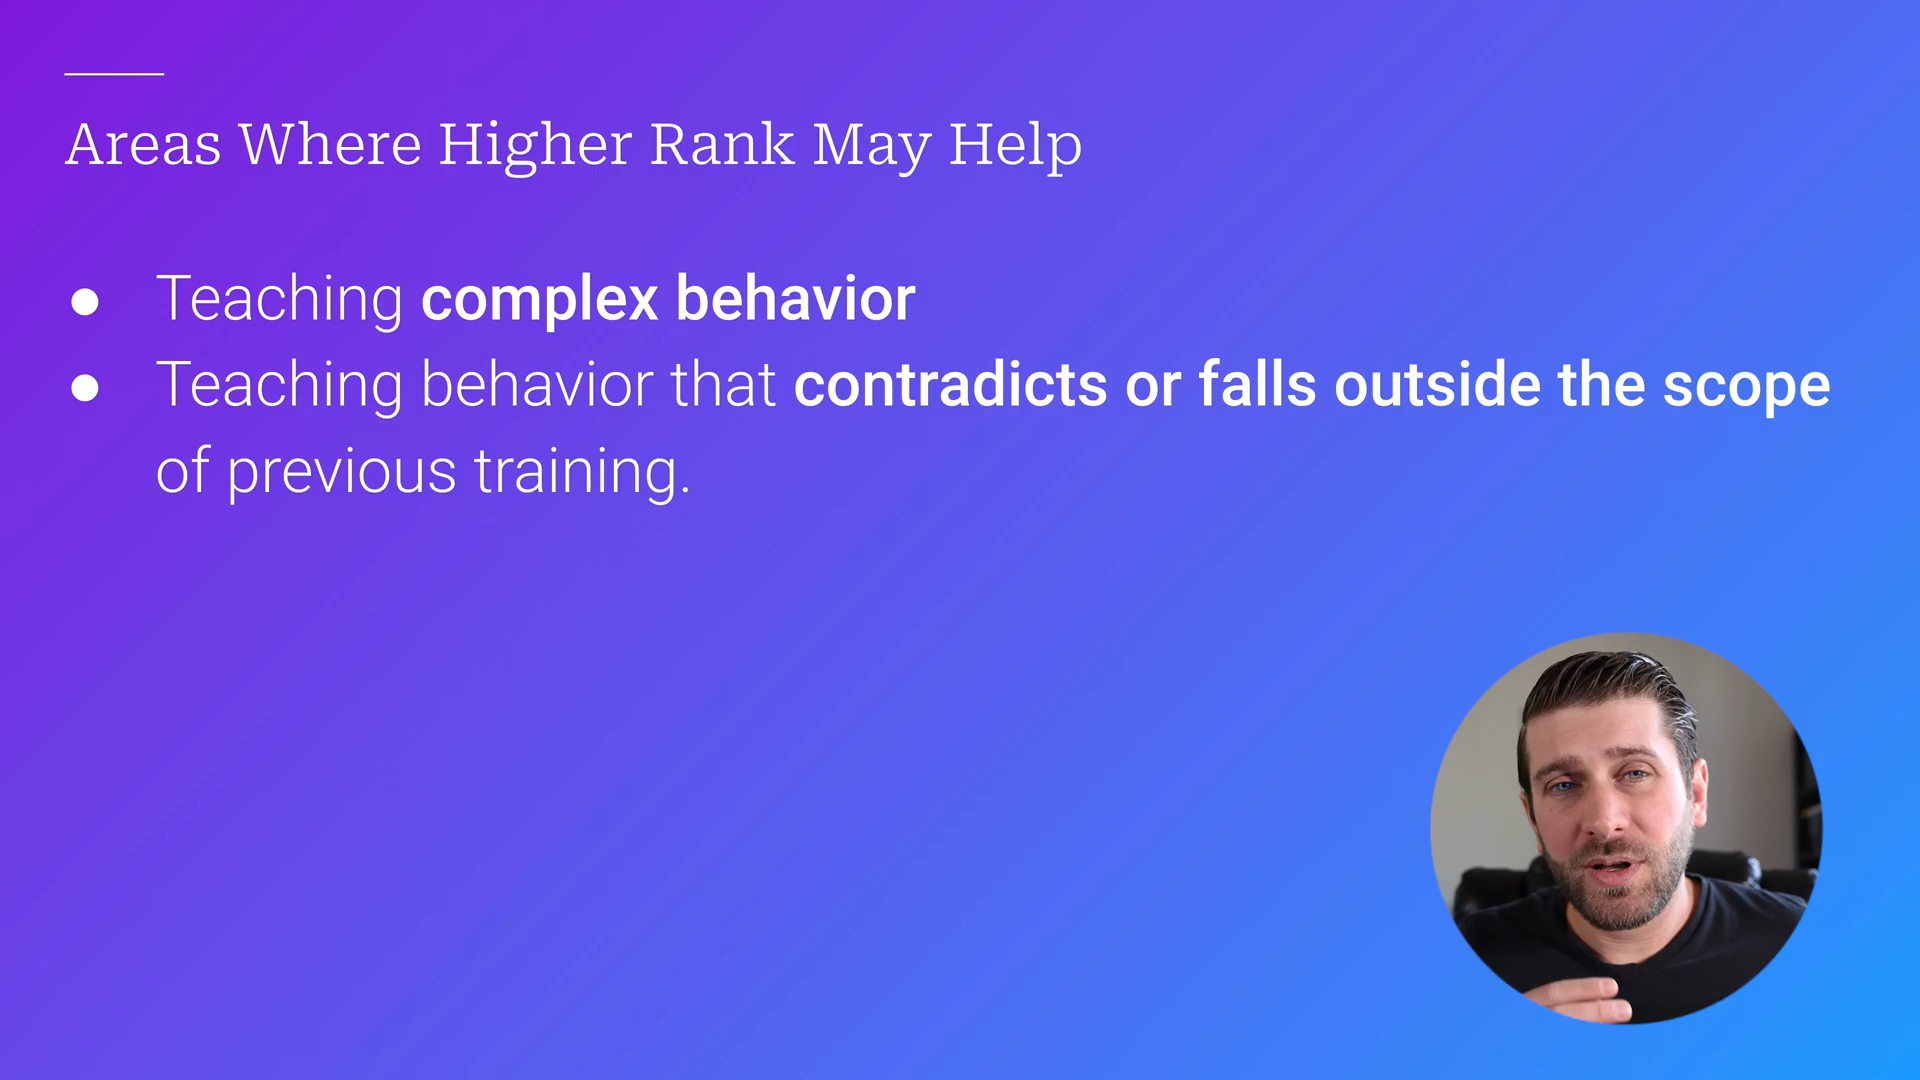 Areas Where Higher Rank May Help
● Teaching complex behavior
● Teaching behavior that contradicts or falls outside the scope
of previous training.